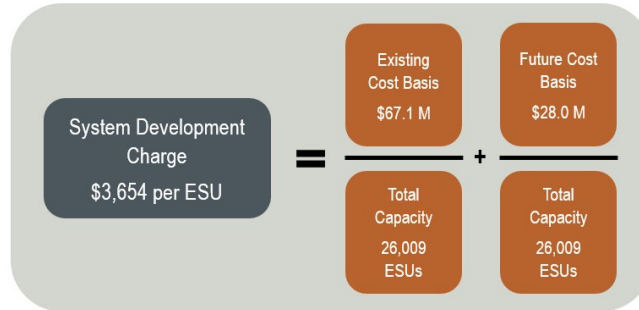 Existing
Cost Basis
$67.1 M
Future Cost
Basis
$28.0 M
System Development
Charge
$3,654 per ESU
=
+
Total
Capacity
26,009
ESUs
Total
Capacity
26,009
ESUs